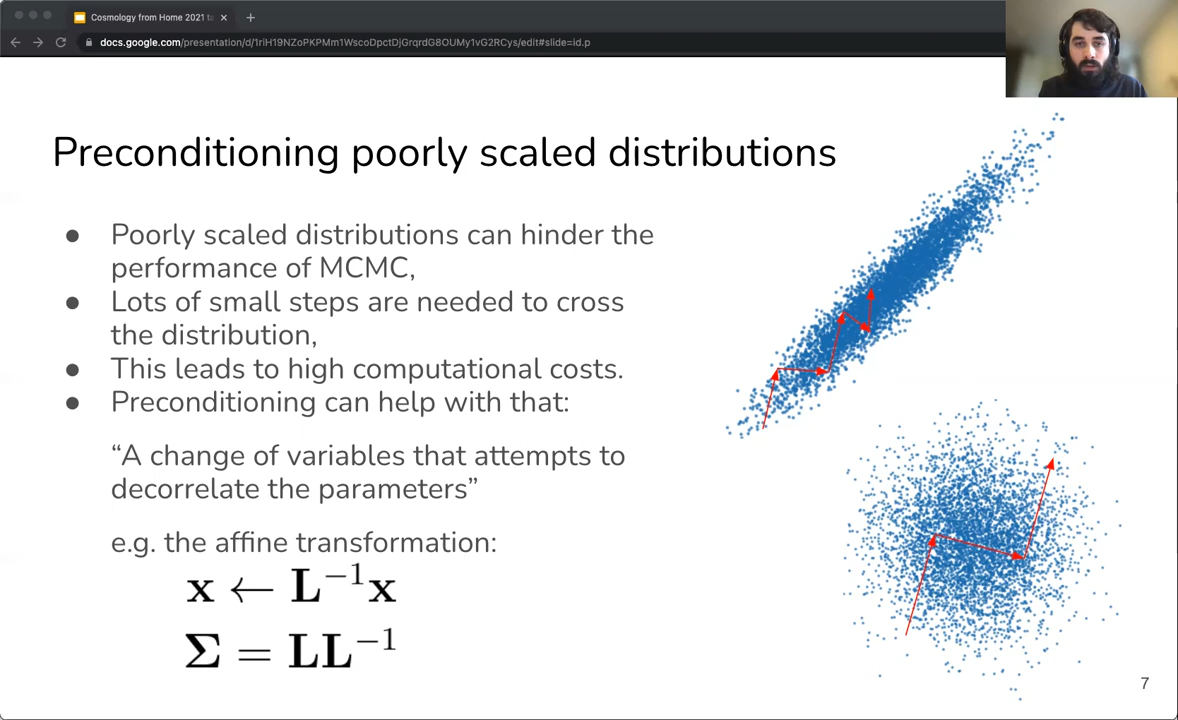 Cosmology from Home 2021 t
docs.google.com/presentation/d/1riH19NZoPKPMm1WscoDpctDjGrqrdG8OUMy1vG2RCys/edit#slide=id.p
Preconditioning poorly scaled distributions
● Poorly scaled distributions can hinder the
performance of MCMC,
● Lots of small steps are needed to cross
the distribution,
● This leads to high computational costs.
● Preconditioning can help with that:
“A change of variables that attempts to
decorrelate the parameters”
e.g. the affine transformation:
x ← L⁻¹x
Σ = LL⁻¹
7